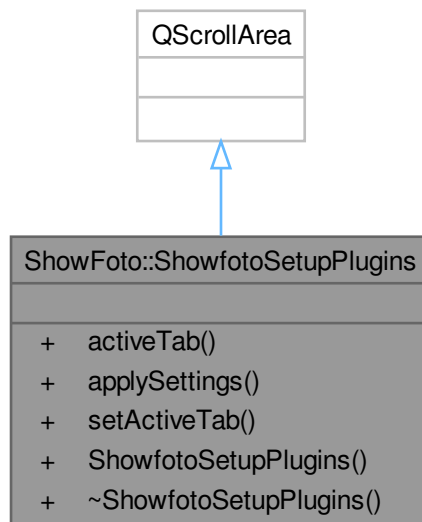 QScrollArea
ShowFoto::ShowfotoSetupPlugins
+ activeTab()
+ applySettings()
+ setActiveTab()
+ ShowfotoSetupPlugins()
+ ~ShowfotoSetupPlugins()